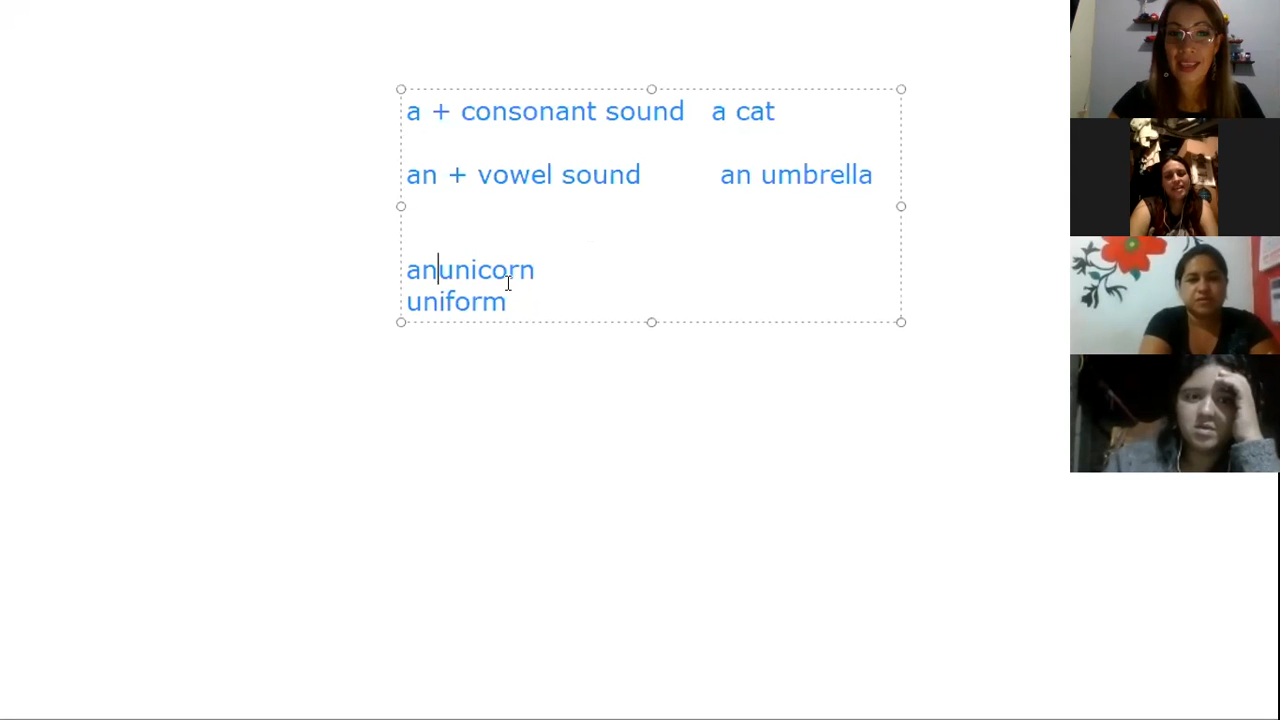 a + consonant sound a cat
an + vowel sound an umbrella
anunicorn
uniform